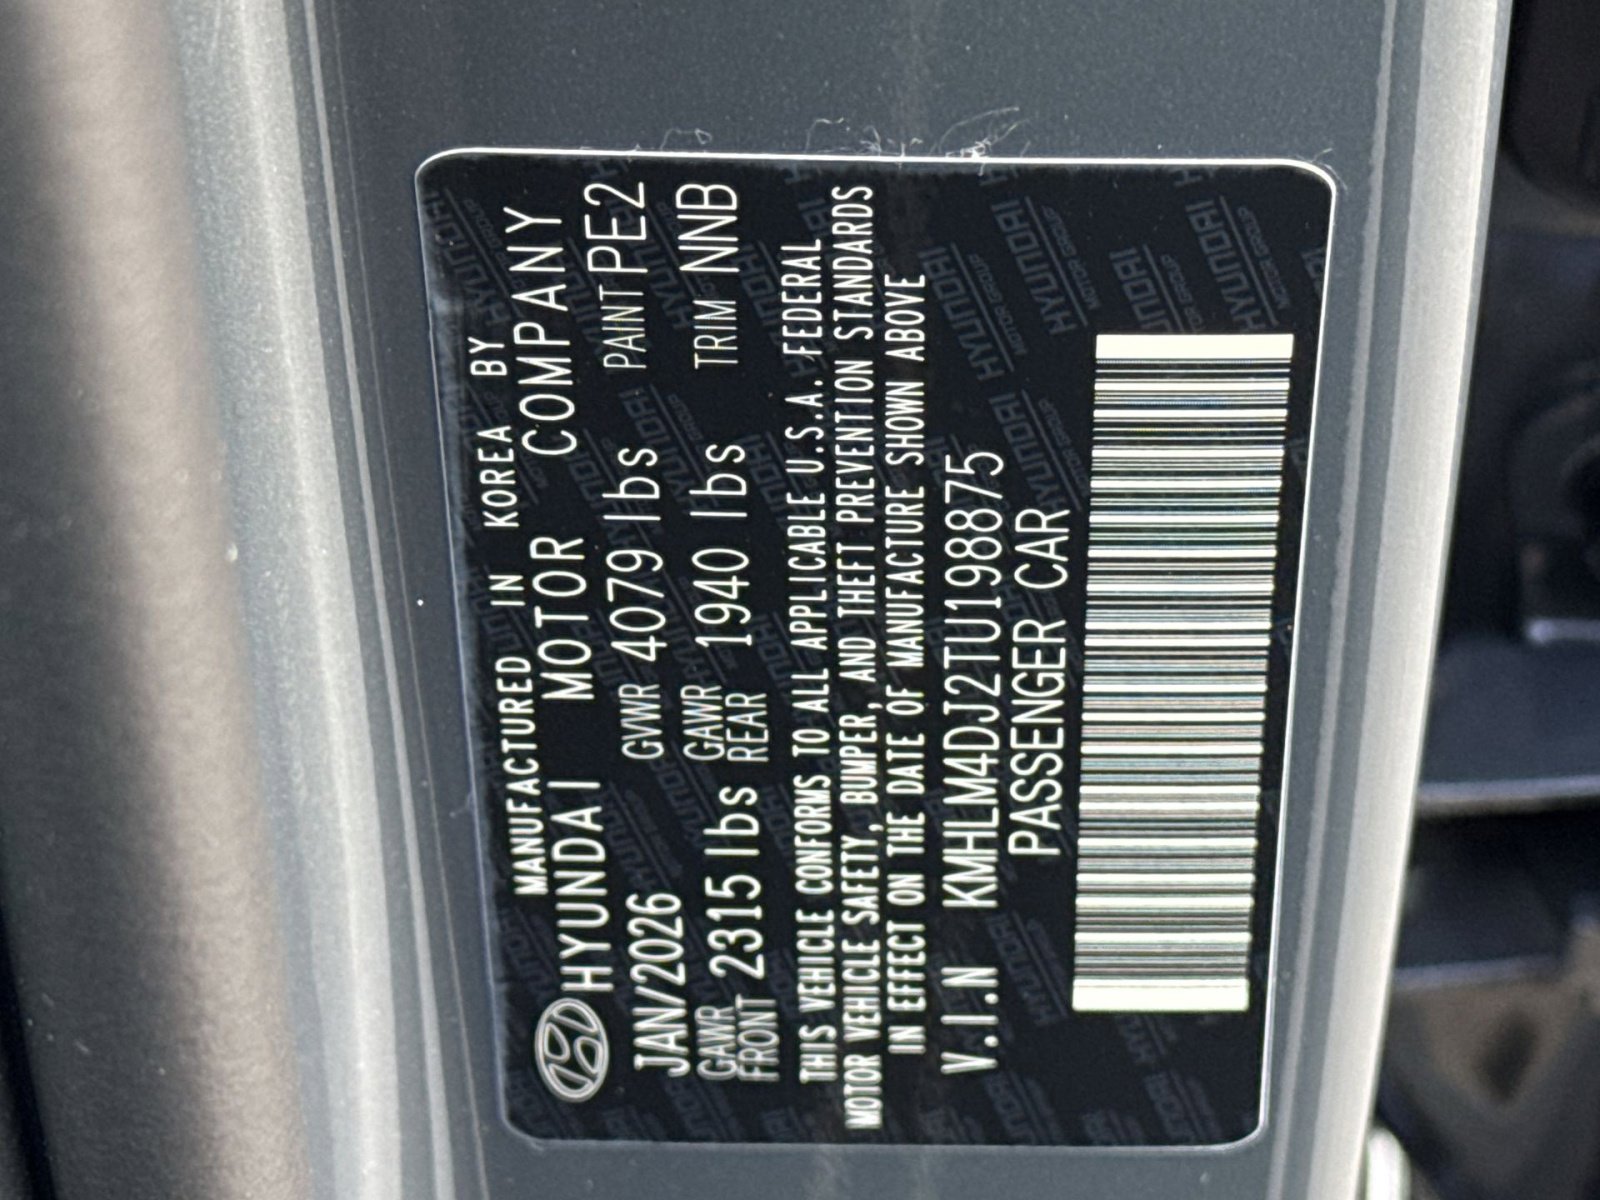 MANUFACTURED IN KOREA BY
HYUNDAI MOTOR COMPANY
JAN/2026 GVWR 4079 lbs PAINT PE2
GAWR FRONT 2315 lbs GAWR REAR 1940 lbs TRIM NNB
THIS VEHICLE CONFORMS TO ALL APPLICABLE U.S.A. FEDERAL
MOTOR VEHICLE SAFETY, BUMPER, AND THEFT PREVENTION STANDARDS
IN EFFECT ON THE DATE OF MANUFACTURE SHOWN ABOVE
V.I.N KMHLM4DJ2TU198875
PASSENGER CAR